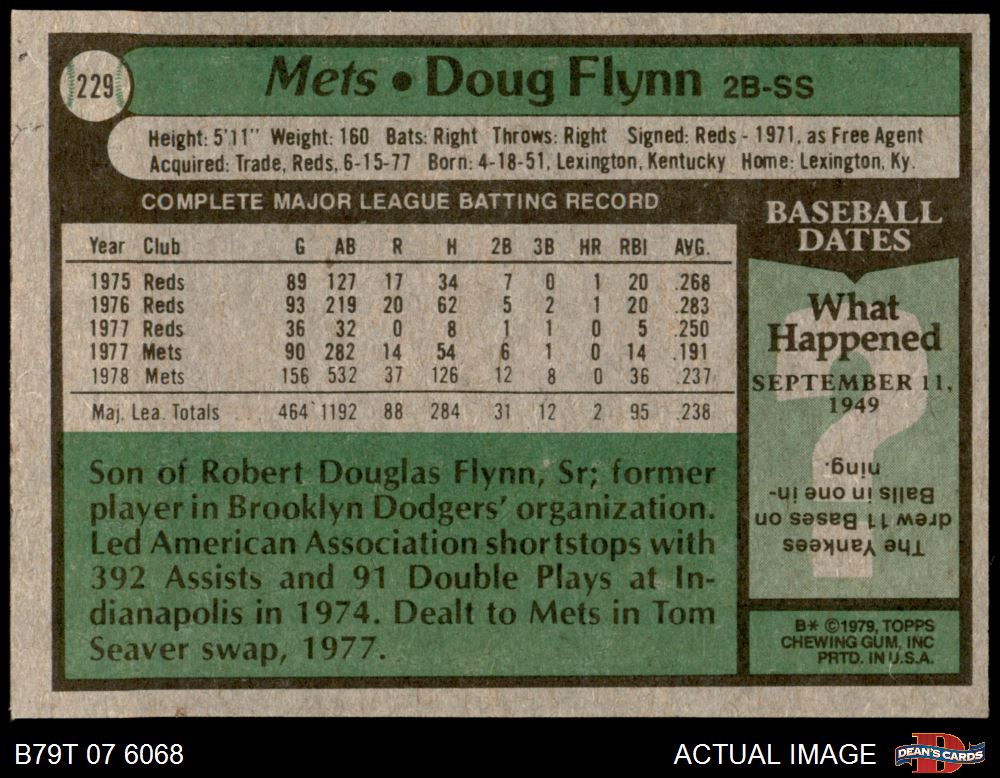 229
Mets • Doug Flynn 2B-SS
Height: 5'11" Weight: 160 Bats: Right Throws: Right Signed: Reds - 1971, as Free Agent
Acquired: Trade, Reds, 6-15-77 Born: 4-18-51, Lexington, Kentucky Home: Lexington, Ky.
COMPLETE MAJOR LEAGUE BATTING RECORD
Year Club G AB R H 2B 3B HR RBI AVG.
1975 Reds 89 127 17 34 7 0 1 20 .268
1976 Reds 93 219 20 62 5 2 1 20 .283
1977 Reds 36 32 0 8 1 1 0 5 .250
1977 Mets 90 282 14 54 6 1 0 14 .191
1978 Mets 156 532 37 126 12 8 0 36 .237
Maj. Lea. Totals 464 1192 88 284 31 12 2 95 .238
Son of Robert Douglas Flynn, Sr; former
player in Brooklyn Dodgers' organization.
Led American Association shortstops with
392 Assists and 91 Double Plays at In-
dianapolis in 1974. Dealt to Mets in Tom
Seaver swap, 1977.
BASEBALL
DATES
What
Happened
SEPTEMBER 11,
1949
?
The Yankees
drew 11 Bases on
Balls in one in-
ning.
B* ©1979, TOPPS
CHEWING GUM, INC
PRTD. IN U.S.A.
B79T 07 6068
ACTUAL IMAGE
DEAN'S CARDS